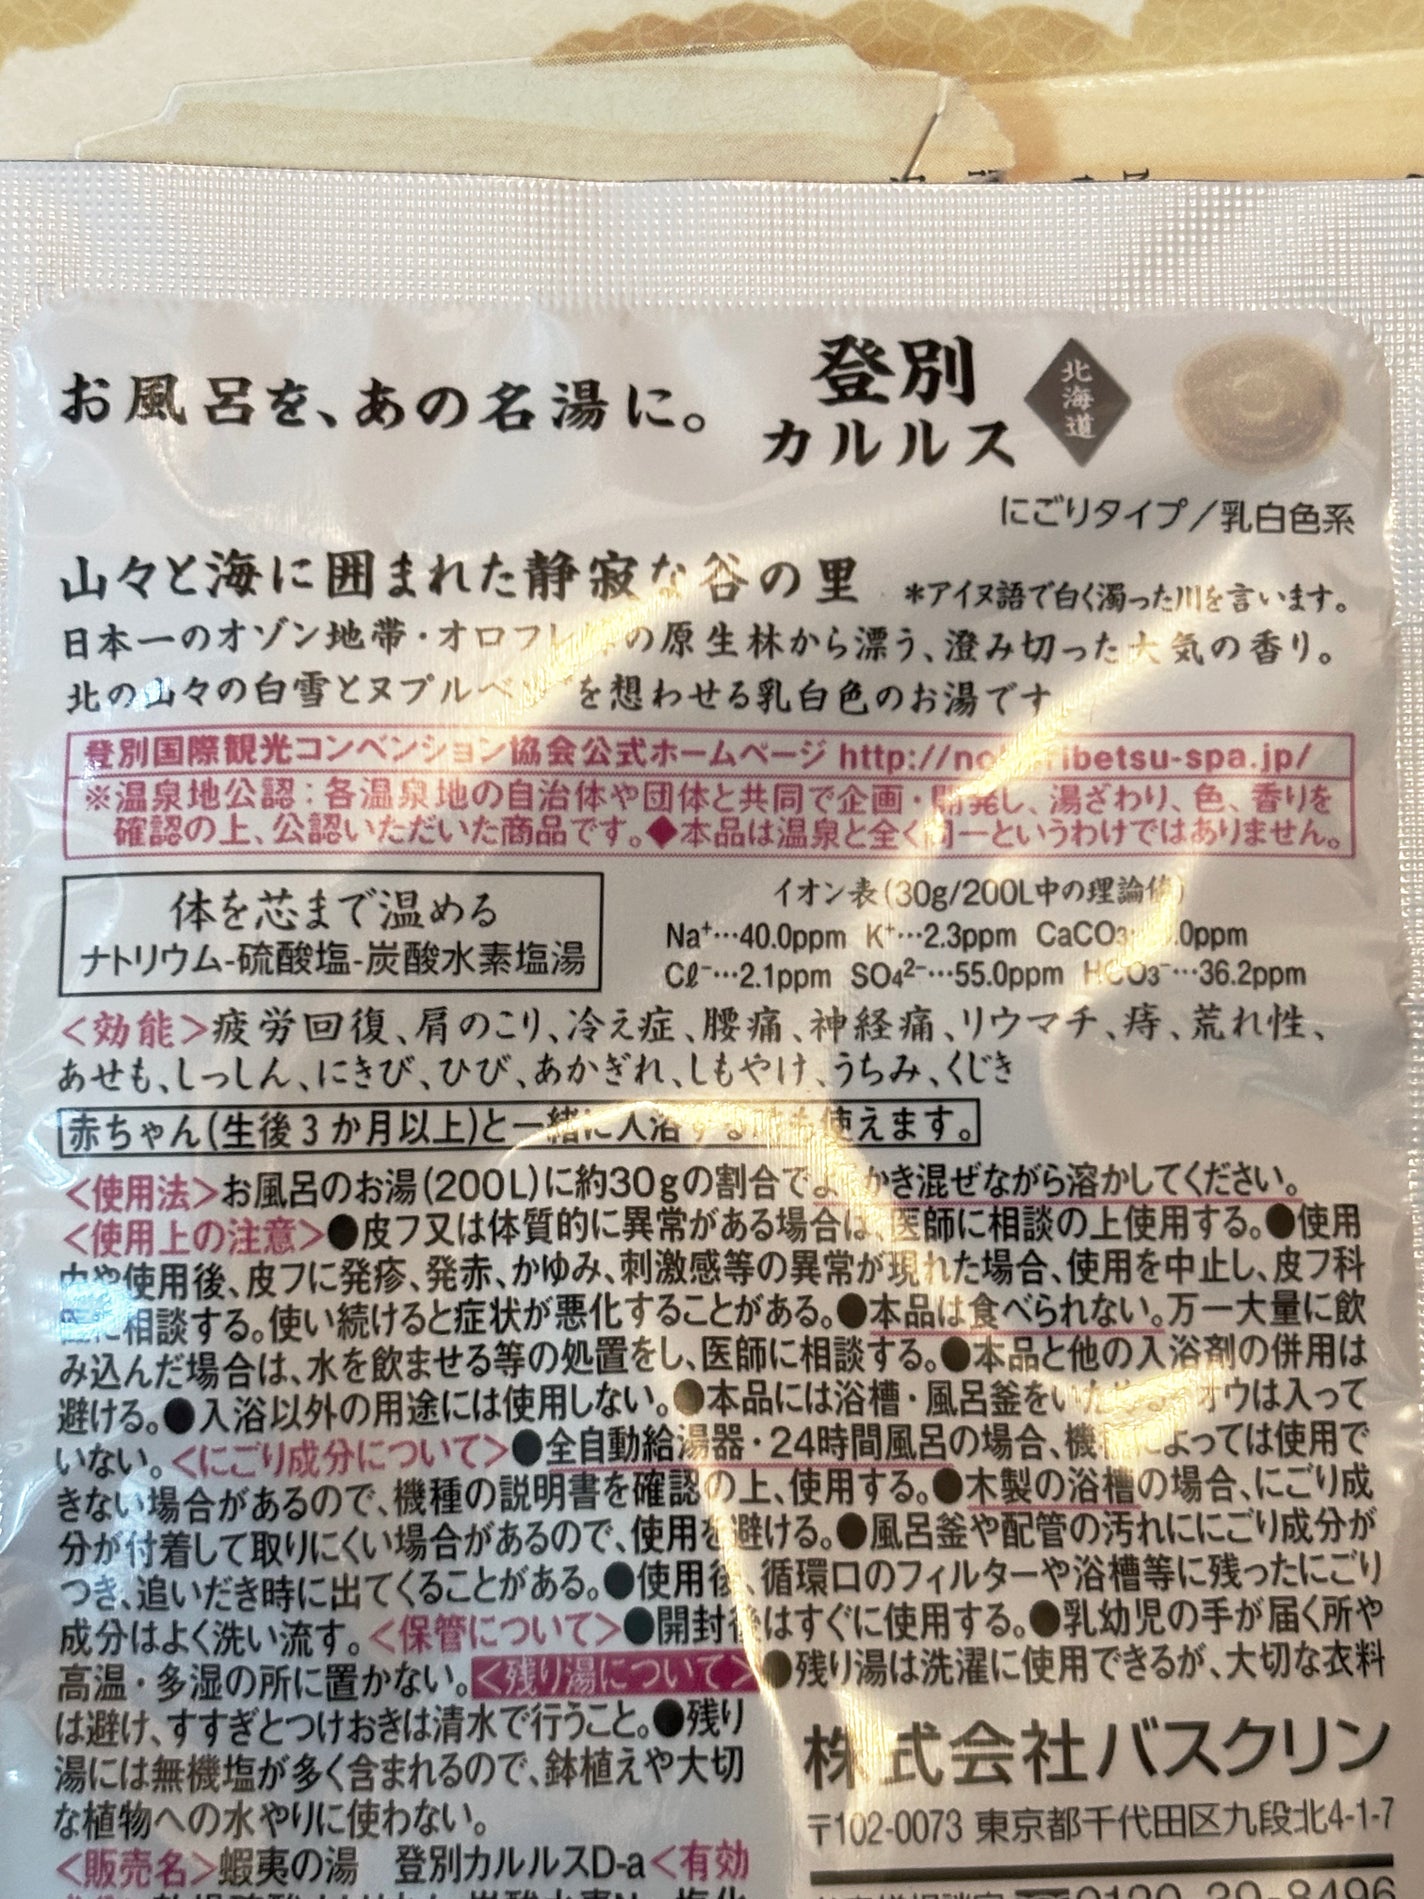 お風呂を、あの名湯に。
登別
カルルス
北海道
にごりタイプ/乳白色系
山々と海に囲まれた静寂な谷の里 *アイヌ語で白く濁った川を言います。
日本一のオゾン地帯・オロフレ の原生林から漂う、澄み切った大気の香り。
北の山々の白雪とヌプルペ を想わせる乳白色のお湯です
登別国際観光コンベンション協会公式ホームページ http://noboribetsu-spa.jp/
※温泉地公認:各温泉地の自治体や団体と共同で企画・開発し、湯ざわり、色、香りを
確認の上、公認いただいた商品です。◆本品は温泉と全く同一というわけではありません。
体を芯まで温める
ナトリウム-硫酸塩-炭酸水素塩湯
イオン表(30g/200L中の理論値)
Na⁺…40.0ppm K⁺…2.3ppm CaCO₃ .0ppm
Cℓ⁻…2.1ppm SO₄²⁻…55.0ppm HCO₃⁻…36.2ppm
<効能>疲労回復、肩のこり、冷え症、腰痛、神経痛、リウマチ、痔、荒れ性、
あせも、しっしん、にきび、ひび、あかぎれ、しもやけ、うちみ、くじき
赤ちゃん(生後3か月以上)と一緒に入浴する時も使えます。
<使用法>お風呂のお湯(200L)に約30gの割合でよくかき混ぜながら溶かしてください。
<使用上の注意>●皮フ又は体質的に異常がある場合は、医師に相談の上使用する。●使用
中や使用後、皮フに発疹、発赤、かゆみ、刺激感等の異常が現れた場合、使用を中止し、皮フ科
医に相談する。使い続けると症状が悪化することがある。●本品は食べられない。万一大量に飲
み込んだ場合は、水を飲ませる等の処置をし、医師に相談する。●本品と他の入浴剤の併用は
避ける。●入浴以外の用途には使用しない。●本品には浴槽・風呂釜をいためるイオウは入って
いない。<にごり成分について>●全自動給湯器・24時間風呂の場合、機種によっては使用で
きない場合があるので、機種の説明書を確認の上、使用する。●木製の浴槽の場合、にごり成
分が付着して取りにくい場合があるので、使用を避ける。●風呂釜や配管の汚れににごり成分が
つき、追いだき時に出てくることがある。●使用後、循環口のフィルターや浴槽等に残ったにごり
成分はよく洗い流す。<保管について>●開封後はすぐに使用する。●乳幼児の手が届く所や
高温・多湿の所に置かない。<残り湯について>●残り湯は洗濯に使用できるが、大切な衣料
は避け、すすぎとつけおきは清水で行うこと。●残り
湯には無機塩が多く含まれるので、鉢植えや大切
な植物への水やりに使わない。
<販売名>蝦夷の湯 登別カルルスD-a<有効
株式会社バスクリン
〒102-0073 東京都千代田区九段北4-1-7